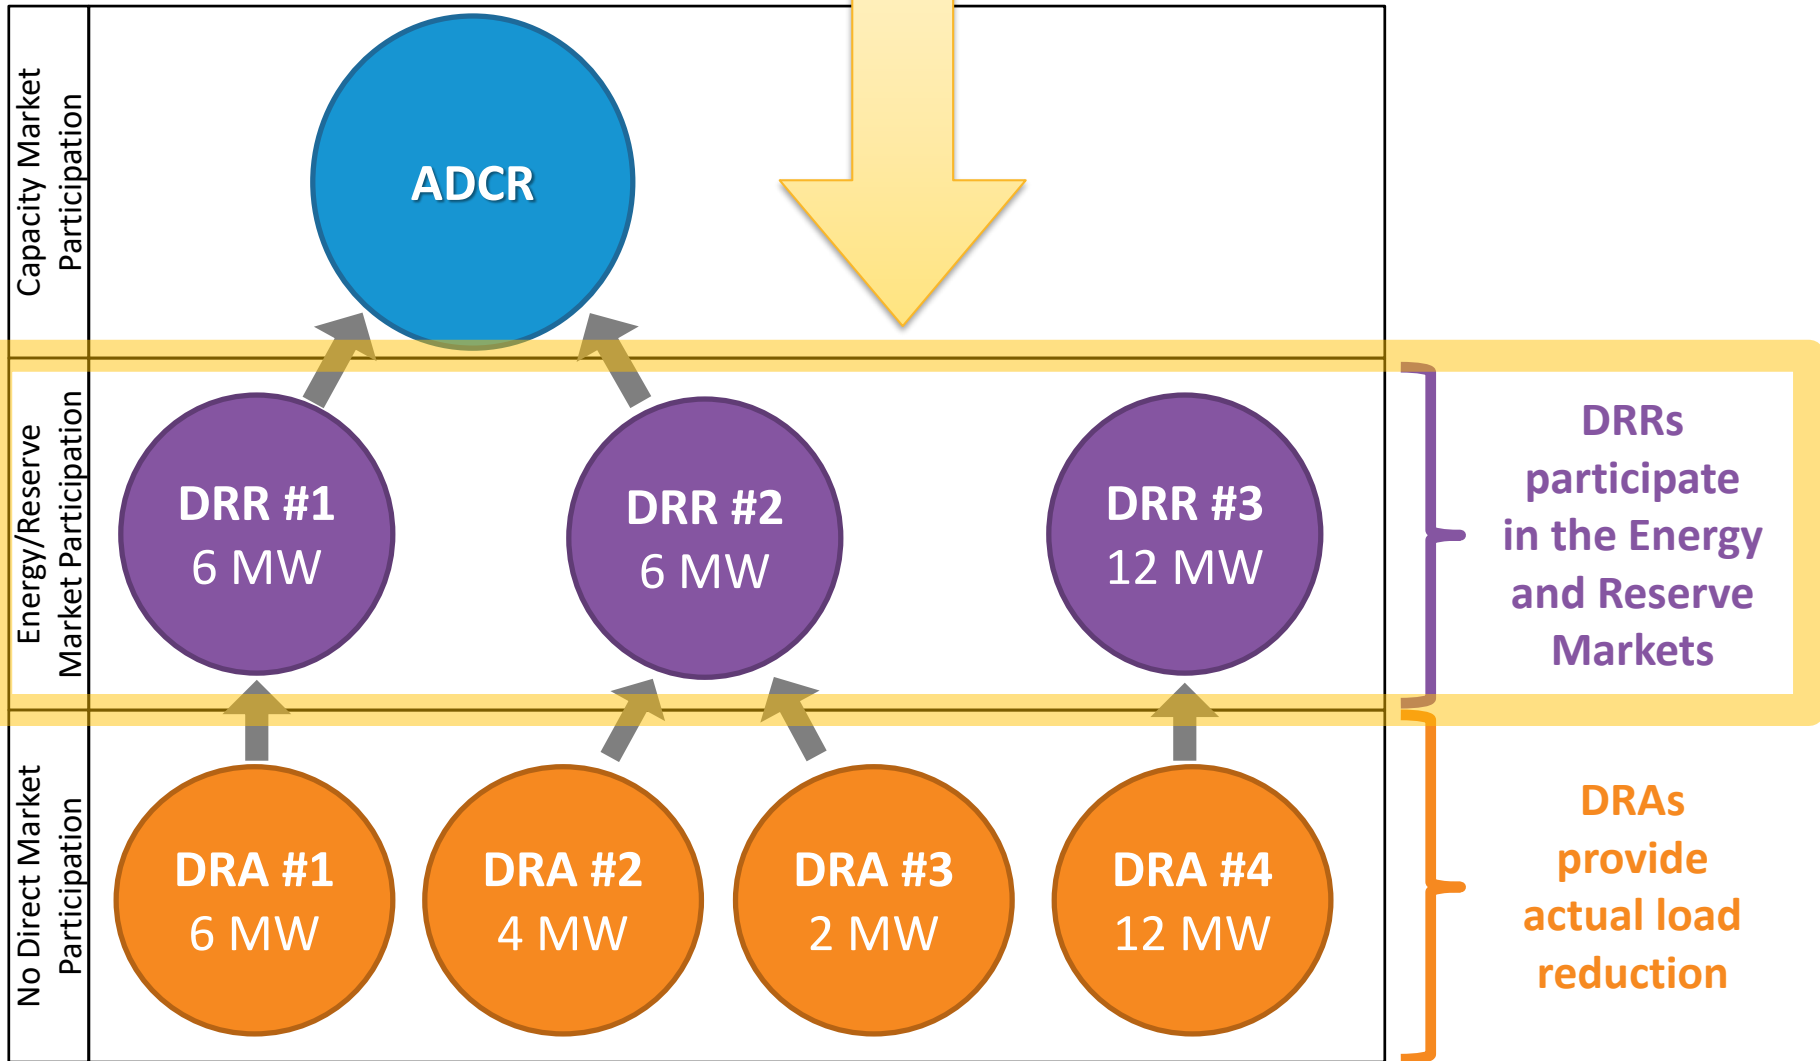 Capacity Market
Participation
ADCR
Energy/Reserve
Market Participation
DRR #1
6 MW
DRR #2
6 MW
DRR #3
12 MW
DRRs
participate
in the Energy
and Reserve
Markets
No Direct Market
Participation
DRA #1
6 MW
DRA #2
4 MW
DRA #3
2 MW
DRA #4
12 MW
DRAs
provide
actual load
reduction